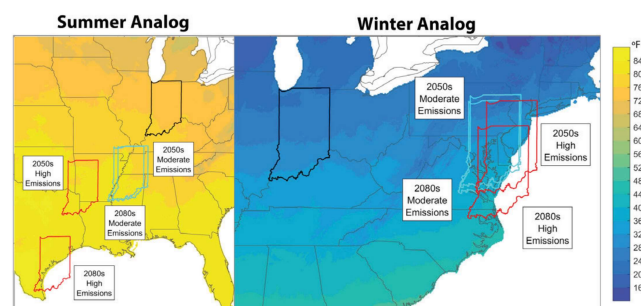 Summer Analog
Winter Analog
2050s
High
Emissions
2050s
Moderate
Emissions
2080s
Moderate
Emissions
2080s
High
Emissions
2050s
Moderate
Emissions
2050s
High
Emissions
2080s
Moderate
Emissions
2080s
High
Emissions
°F
84
80
76
72
68
64
60
56
52
48
44
40
36
32
28
24
20
16